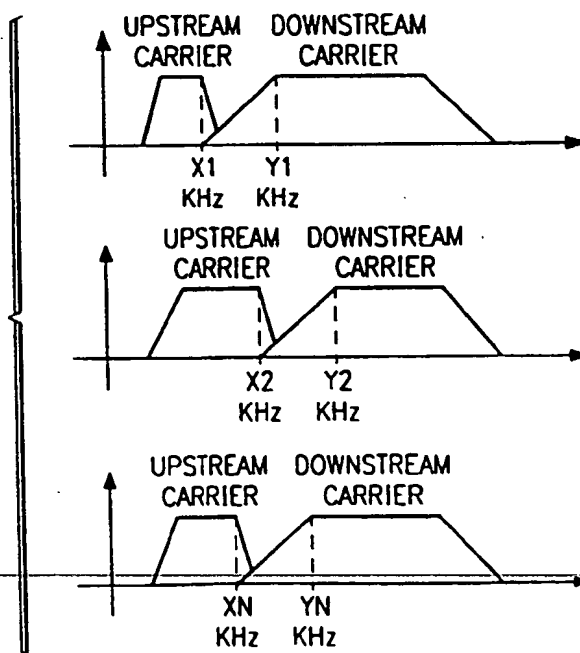 UPSTREAM DOWNSTREAM
CARRIER CARRIER
X1 Y1
KHz KHz
UPSTREAM DOWNSTREAM
CARRIER CARRIER
X2 Y2
KHz KHz
UPSTREAM DOWNSTREAM
CARRIER CARRIER
XN YN
KHz KHz